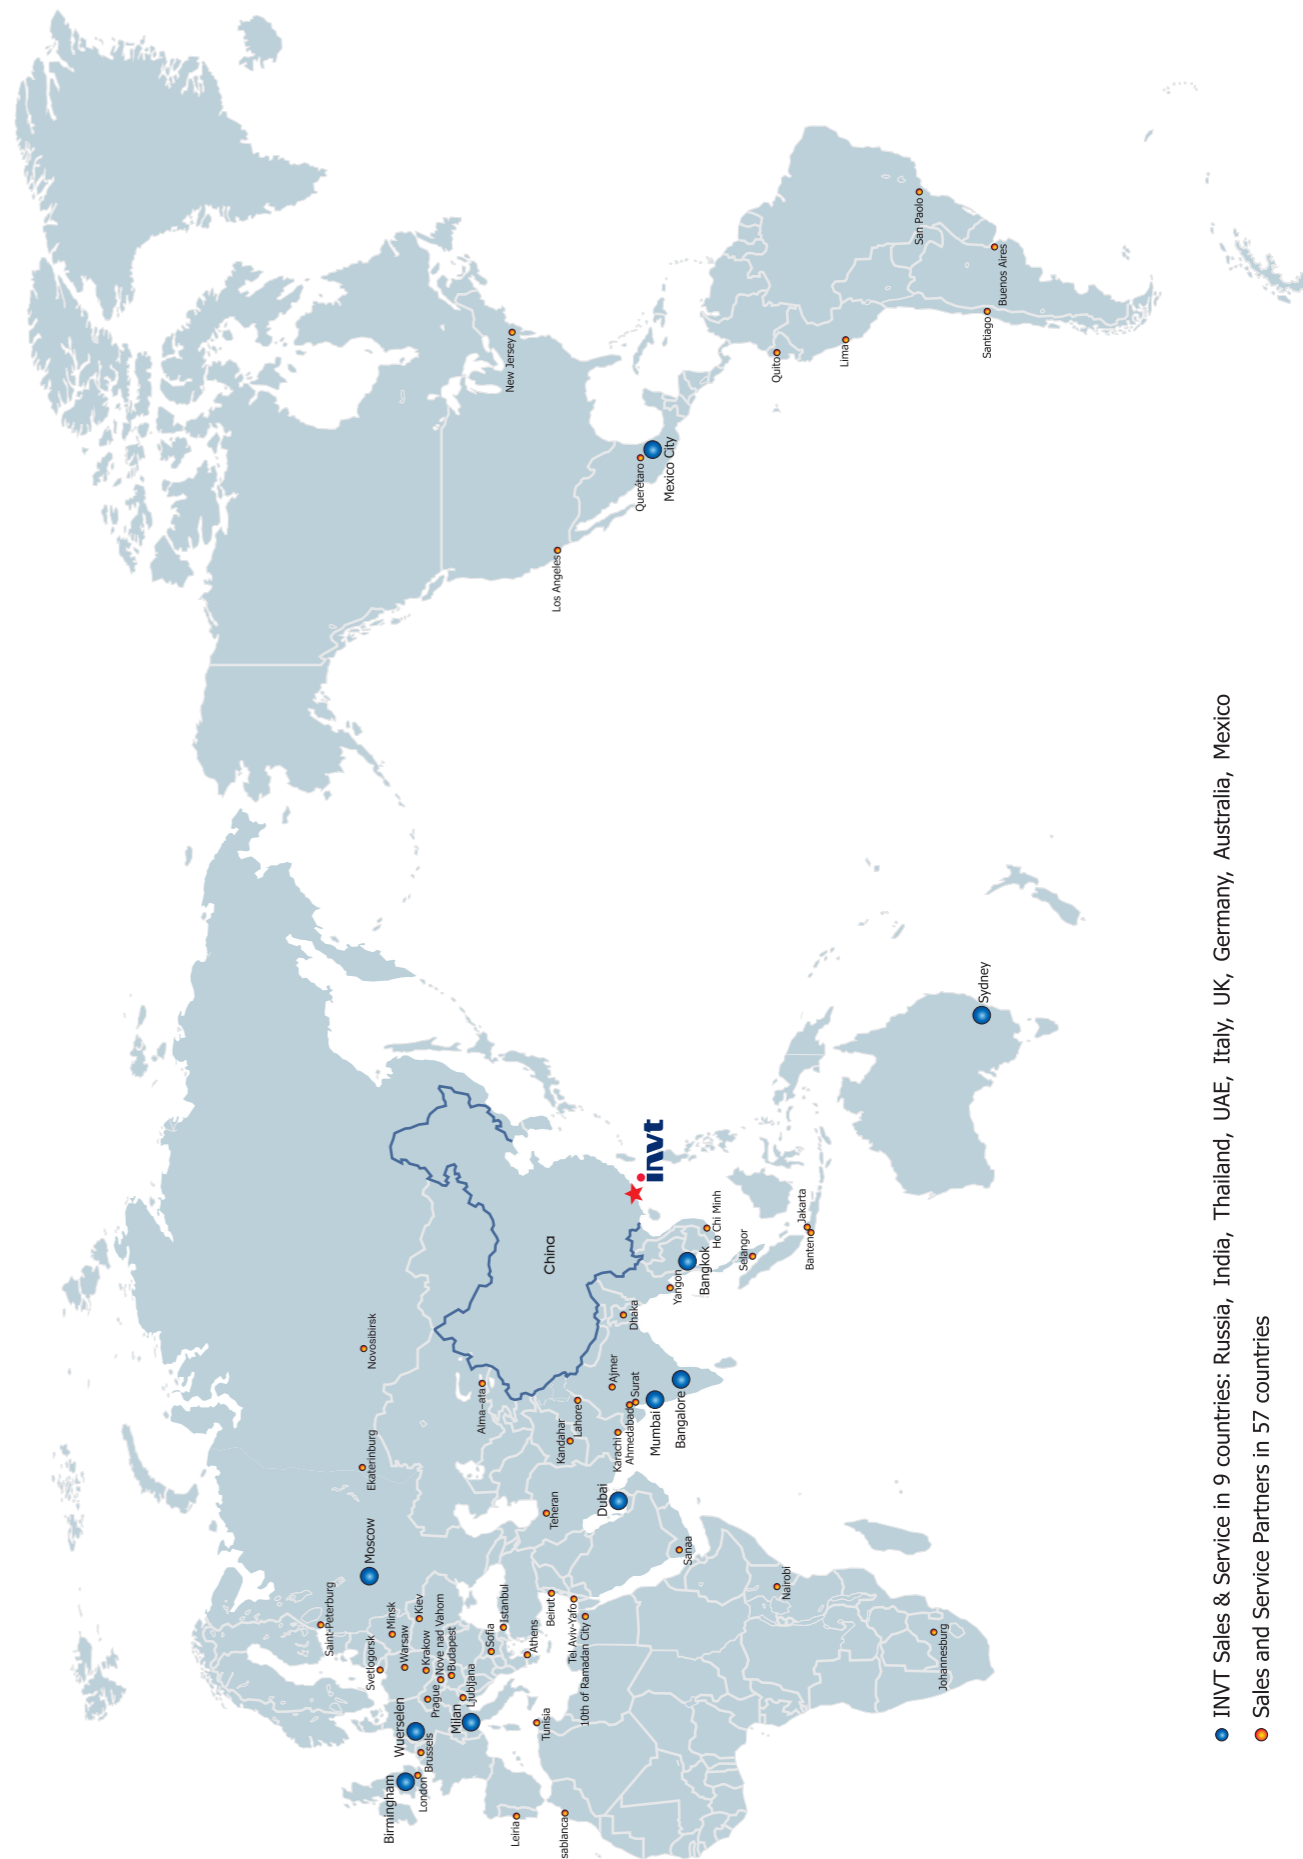 Saint-Peterburg
Moscow
Ekaterinburg
Novosibirsk
Svetlogorsk
Minsk
Warsaw
Kiev
Krakow
Nove nad Vahom
Prague
Budapest
Ljubljana
Birmingham
London
Wuerselen
Brussels
Milan
Sofia
Istanbul
Athens
Leiria
sablanca
Tunisia
Beirut
Tel Aviv-Yafo
10th of Ramadan City
Teheran
Dubai
Sanaa
Nairobi
Johannesburg
Alma-ata
Kandahar
Lahore
Karachi
Ahmedabad
Ajmer
Surat
Mumbai
Bangalore
Dhaka
China
invt
Yangon
Bangkok
Ho Chi Minh
Selangor
Banten
Jakarta
Sydney
Los Angeles
New Jersey
Querétaro
Mexico City
Quito
Lima
Santiago
Buenos Aires
San Paolo
INVT Sales & Service in 9 countries: Russia, India, Thailand, UAE, Italy, UK, Germany, Australia, Mexico
Sales and Service Partners in 57 countries